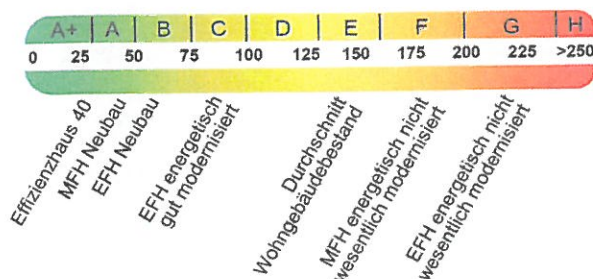 A+ A B C D E F G H
0 25 50 75 100 125 150 175 200 225 >250
Effizienzhaus 40
MFH Neubau
EFH Neubau
EFH energetisch
gut modernisiert
Durchschnitt
Wohngebäudebestand
MFH energetisch nicht
wesentlich modernisiert
EFH energetisch nicht
wesentlich modernisiert